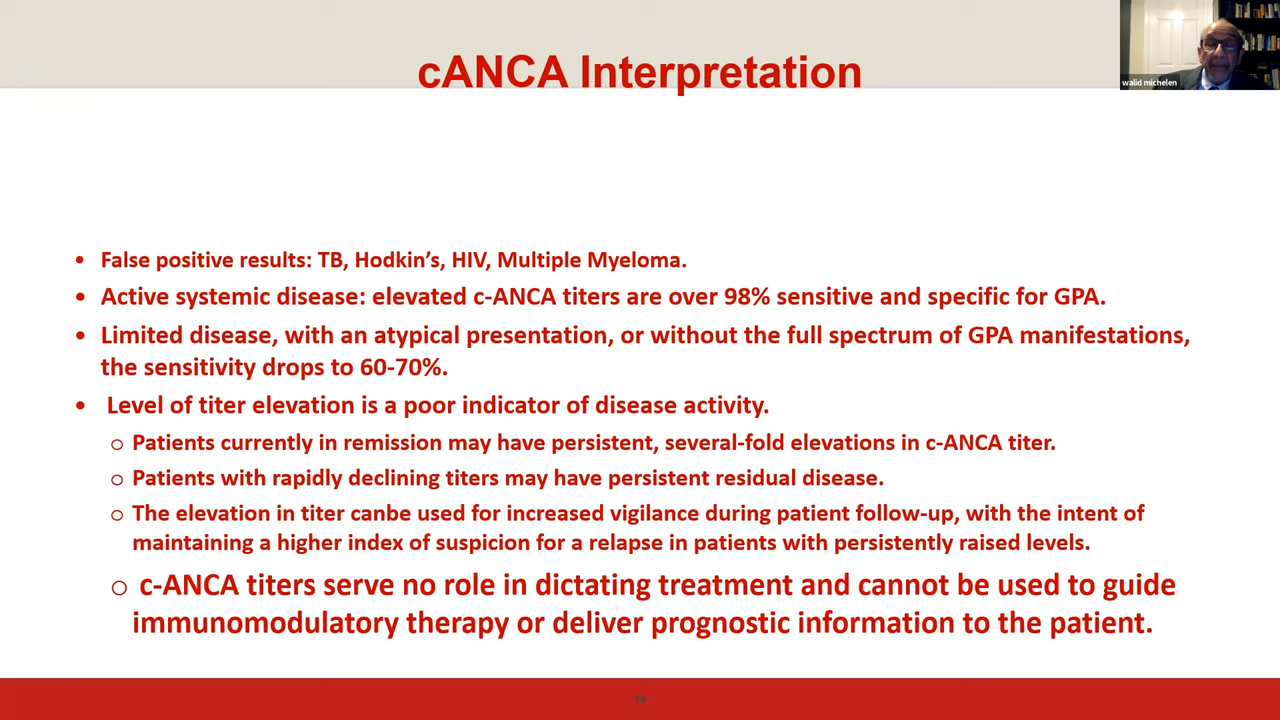 cANCA Interpretation
walid michelen
• False positive results: TB, Hodkin’s, HIV, Multiple Myeloma.
• Active systemic disease: elevated c-ANCA titers are over 98% sensitive and specific for GPA.
• Limited disease, with an atypical presentation, or without the full spectrum of GPA manifestations,
the sensitivity drops to 60-70%.
• Level of titer elevation is a poor indicator of disease activity.
o Patients currently in remission may have persistent, several-fold elevations in c-ANCA titer.
o Patients with rapidly declining titers may have persistent residual disease.
o The elevation in titer canbe used for increased vigilance during patient follow-up, with the intent of
maintaining a higher index of suspicion for a relapse in patients with persistently raised levels.
o c-ANCA titers serve no role in dictating treatment and cannot be used to guide
immunomodulatory therapy or deliver prognostic information to the patient.